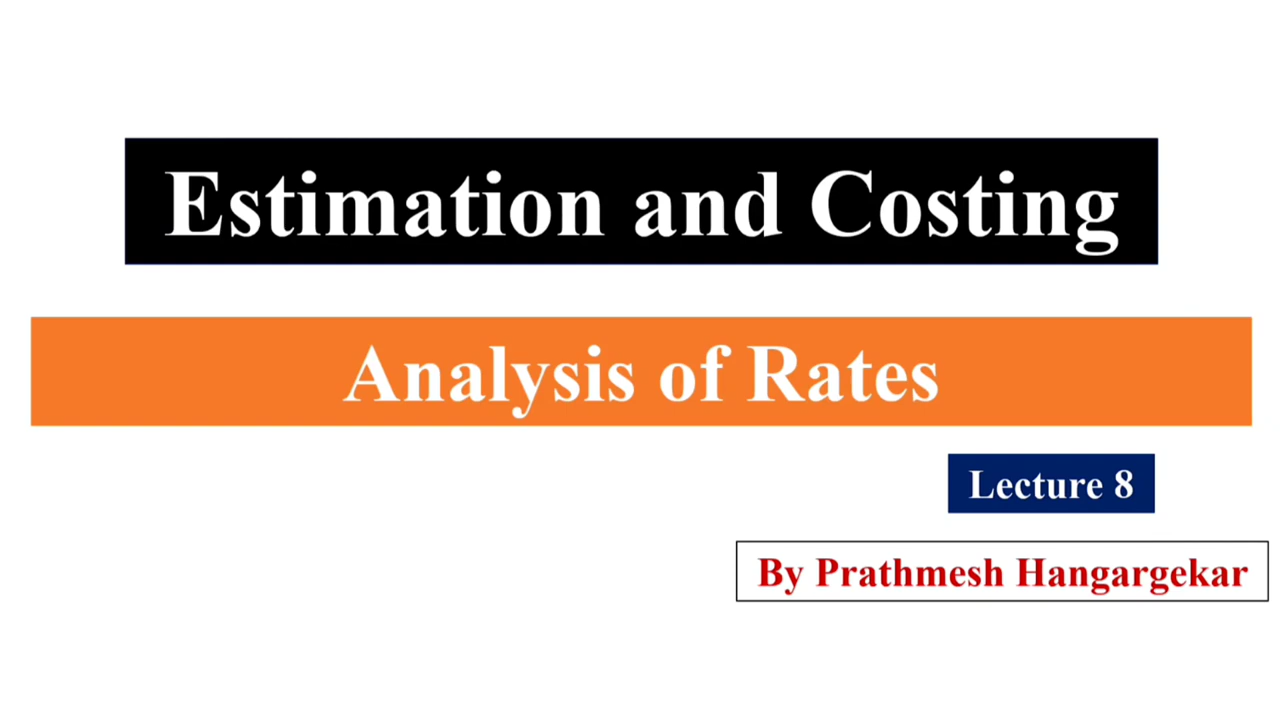 Estimation and Costing
Analysis of Rates
Lecture 8
By Prathmesh Hangargekar